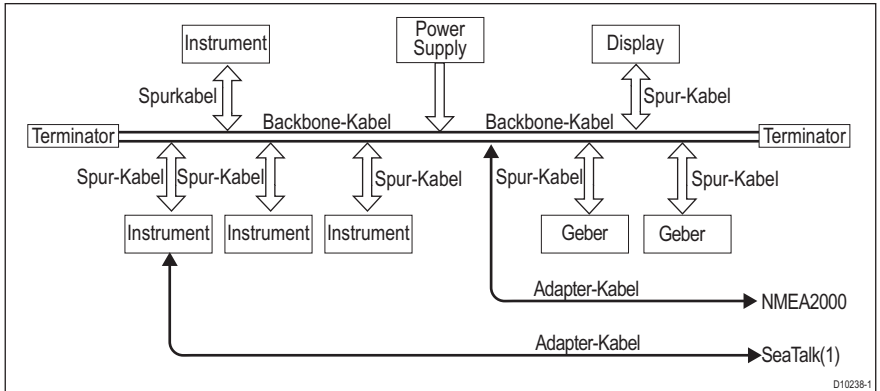 Instrument
Power
Supply
Display
Spurkabel
Spur-Kabel
Backbone-Kabel
Backbone-Kabel
Terminator
Terminator
Spur-Kabel
Spur-Kabel
Spur-Kabel
Spur-Kabel
Spur-Kabel
Instrument
Instrument
Instrument
Geber
Geber
Adapter-Kabel
NMEA2000
Adapter-Kabel
SeaTalk(1)
D10238-1